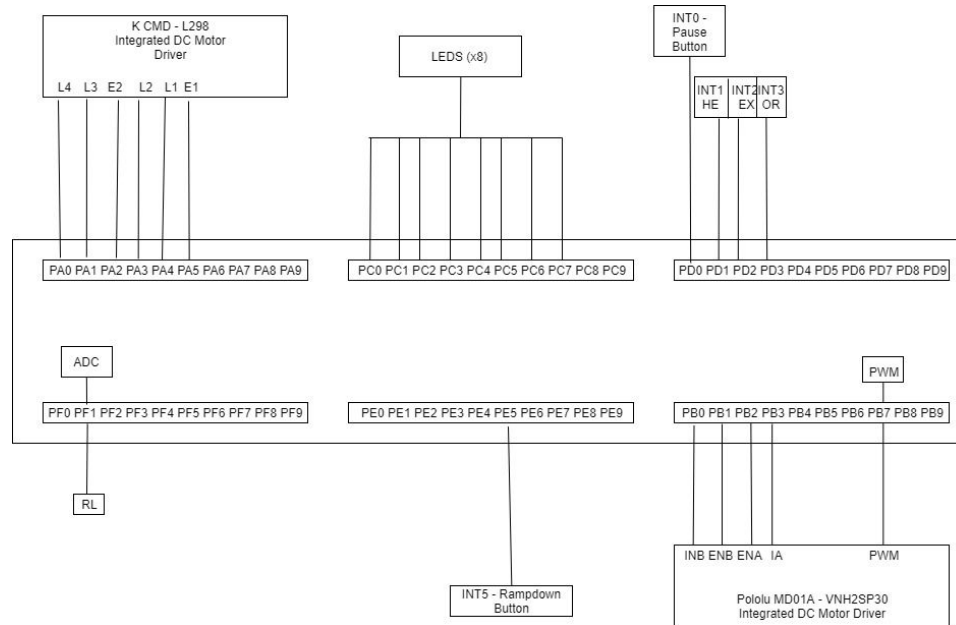 K CMD - L298
Integrated DC Motor
Driver
L4 L3 E2 L2 L1 E1
LEDS (x8)
INT0 -
Pause
Button
INT1 INT2 INT3
HE EX OR
PA0 PA1 PA2 PA3 PA4 PA5 PA6 PA7 PA8 PA9
PC0 PC1 PC2 PC3 PC4 PC5 PC6 PC7 PC8 PC9
PD0 PD1 PD2 PD3 PD4 PD5 PD6 PD7 PD8 PD9
ADC
PWM
PF0 PF1 PF2 PF3 PF4 PF5 PF6 PF7 PF8 PF9
PE0 PE1 PE2 PE3 PE4 PE5 PE6 PE7 PE8 PE9
PB0 PB1 PB2 PB3 PB4 PB5 PB6 PB7 PB8 PB9
RL
INT5 - Rampdown
Button
INB ENB ENA IA PWM
Pololu MD01A - VNH2SP30
Integrated DC Motor Driver